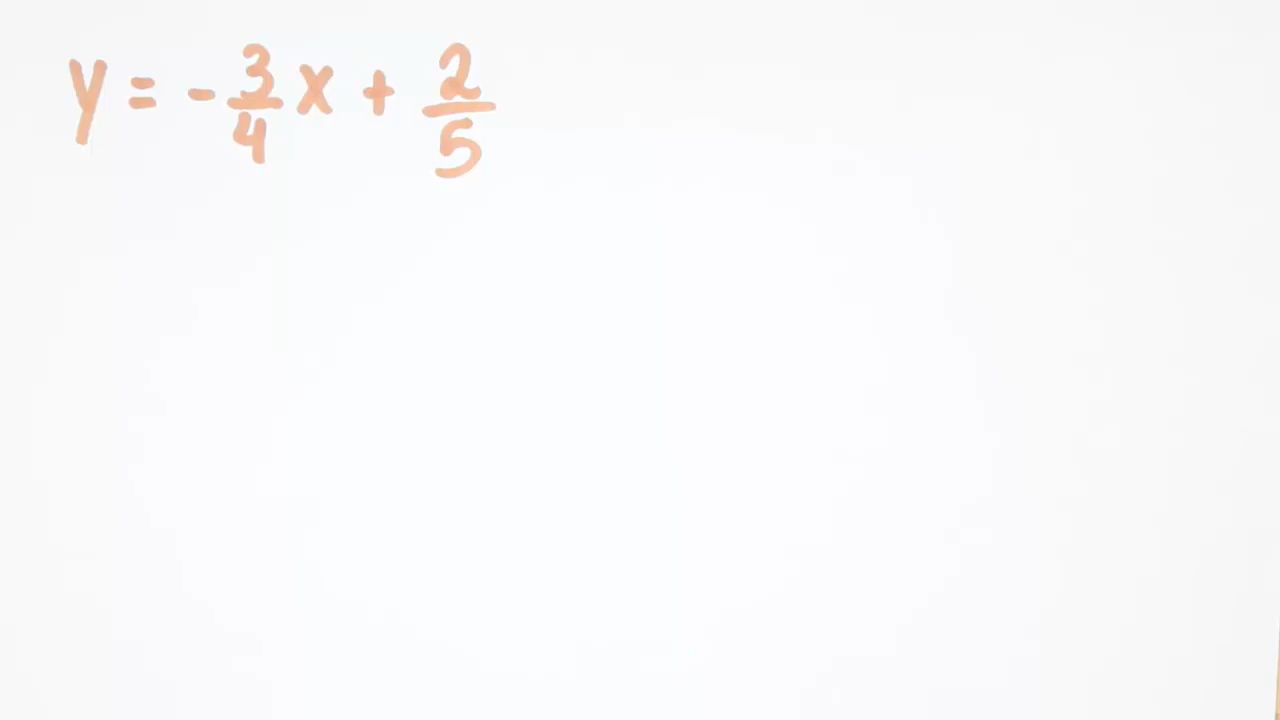 y = - 3/4 x + 2/5